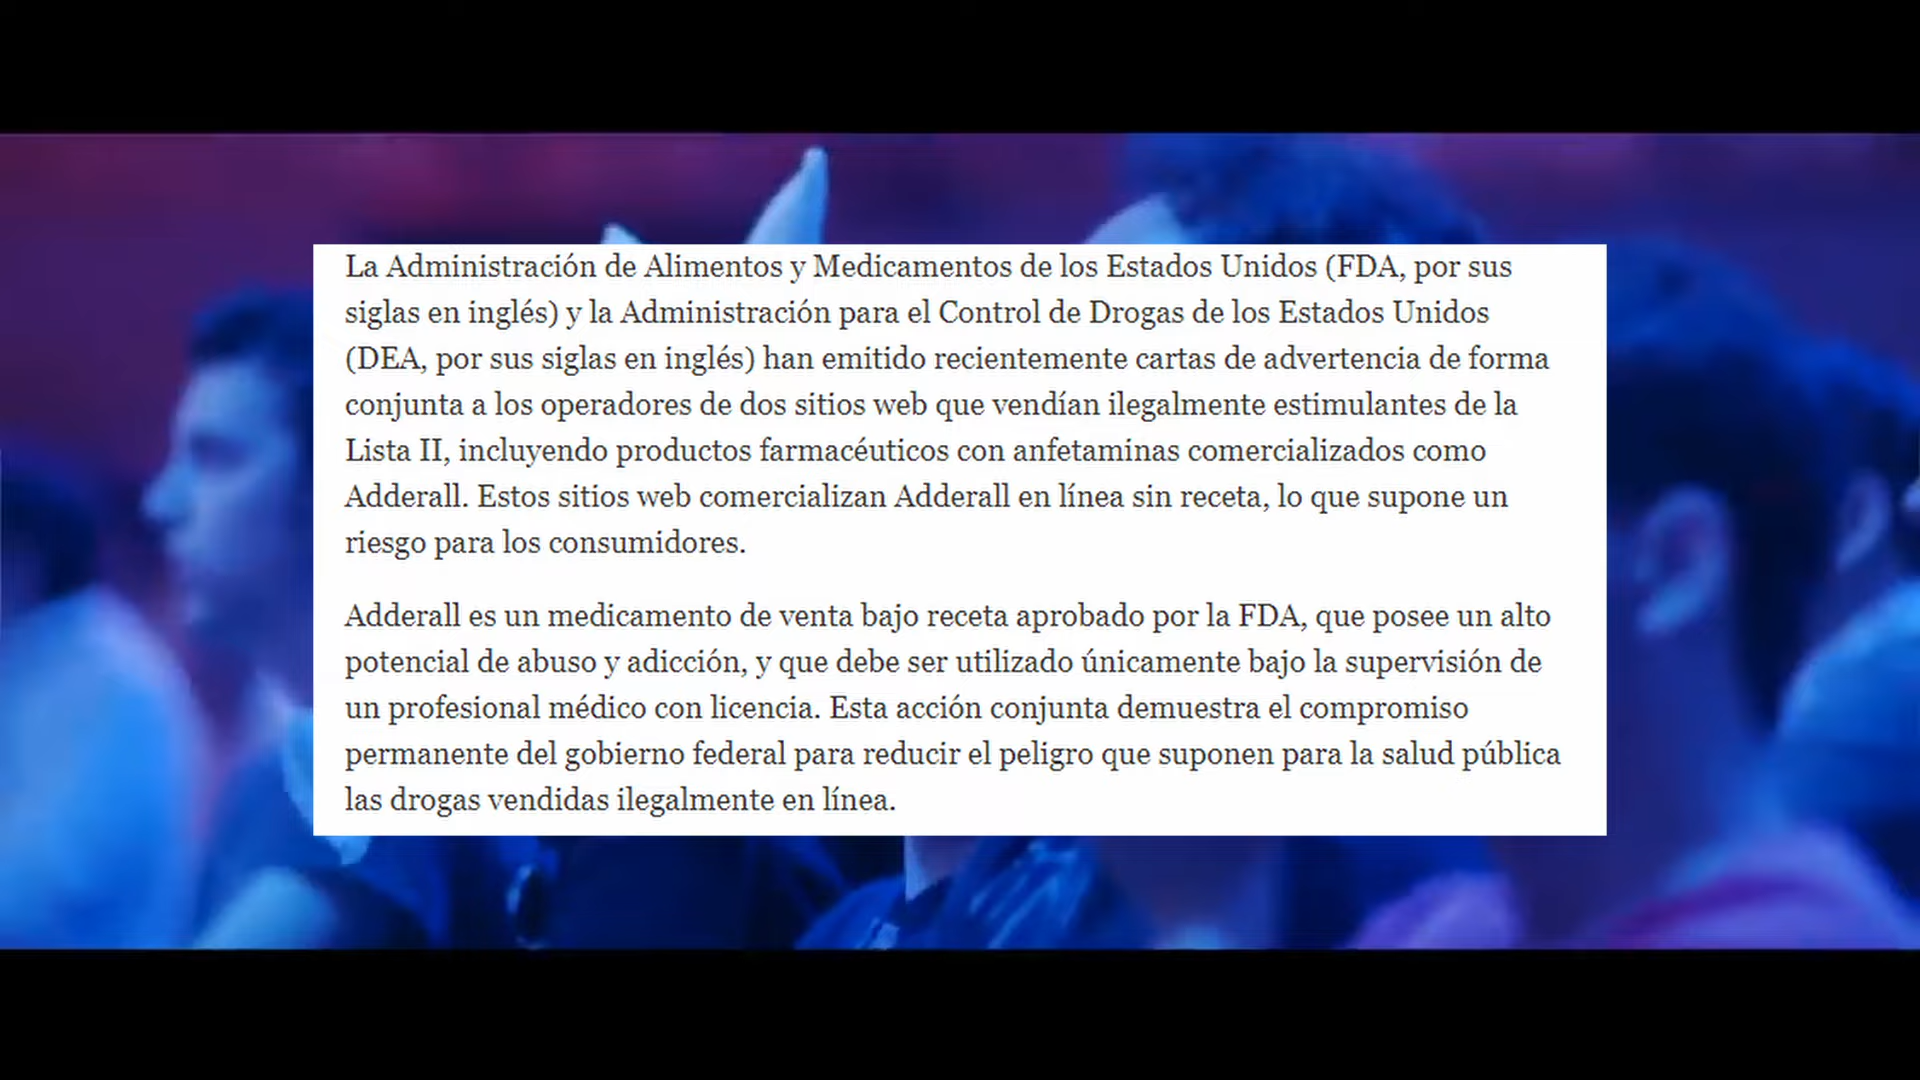 La Administración de Alimentos y Medicamentos de los Estados Unidos (FDA, por sus
siglas en inglés) y la Administración para el Control de Drogas de los Estados Unidos
(DEA, por sus siglas en inglés) han emitido recientemente cartas de advertencia de forma
conjunta a los operadores de dos sitios web que vendían ilegalmente estimulantes de la
Lista II, incluyendo productos farmacéuticos con anfetaminas comercializados como
Adderall. Estos sitios web comercializan Adderall en línea sin receta, lo que supone un
riesgo para los consumidores.
Adderall es un medicamento de venta bajo receta aprobado por la FDA, que posee un alto
potencial de abuso y adicción, y que debe ser utilizado únicamente bajo la supervisión de
un profesional médico con licencia. Esta acción conjunta demuestra el compromiso
permanente del gobierno federal para reducir el peligro que suponen para la salud pública
las drogas vendidas ilegalmente en línea.